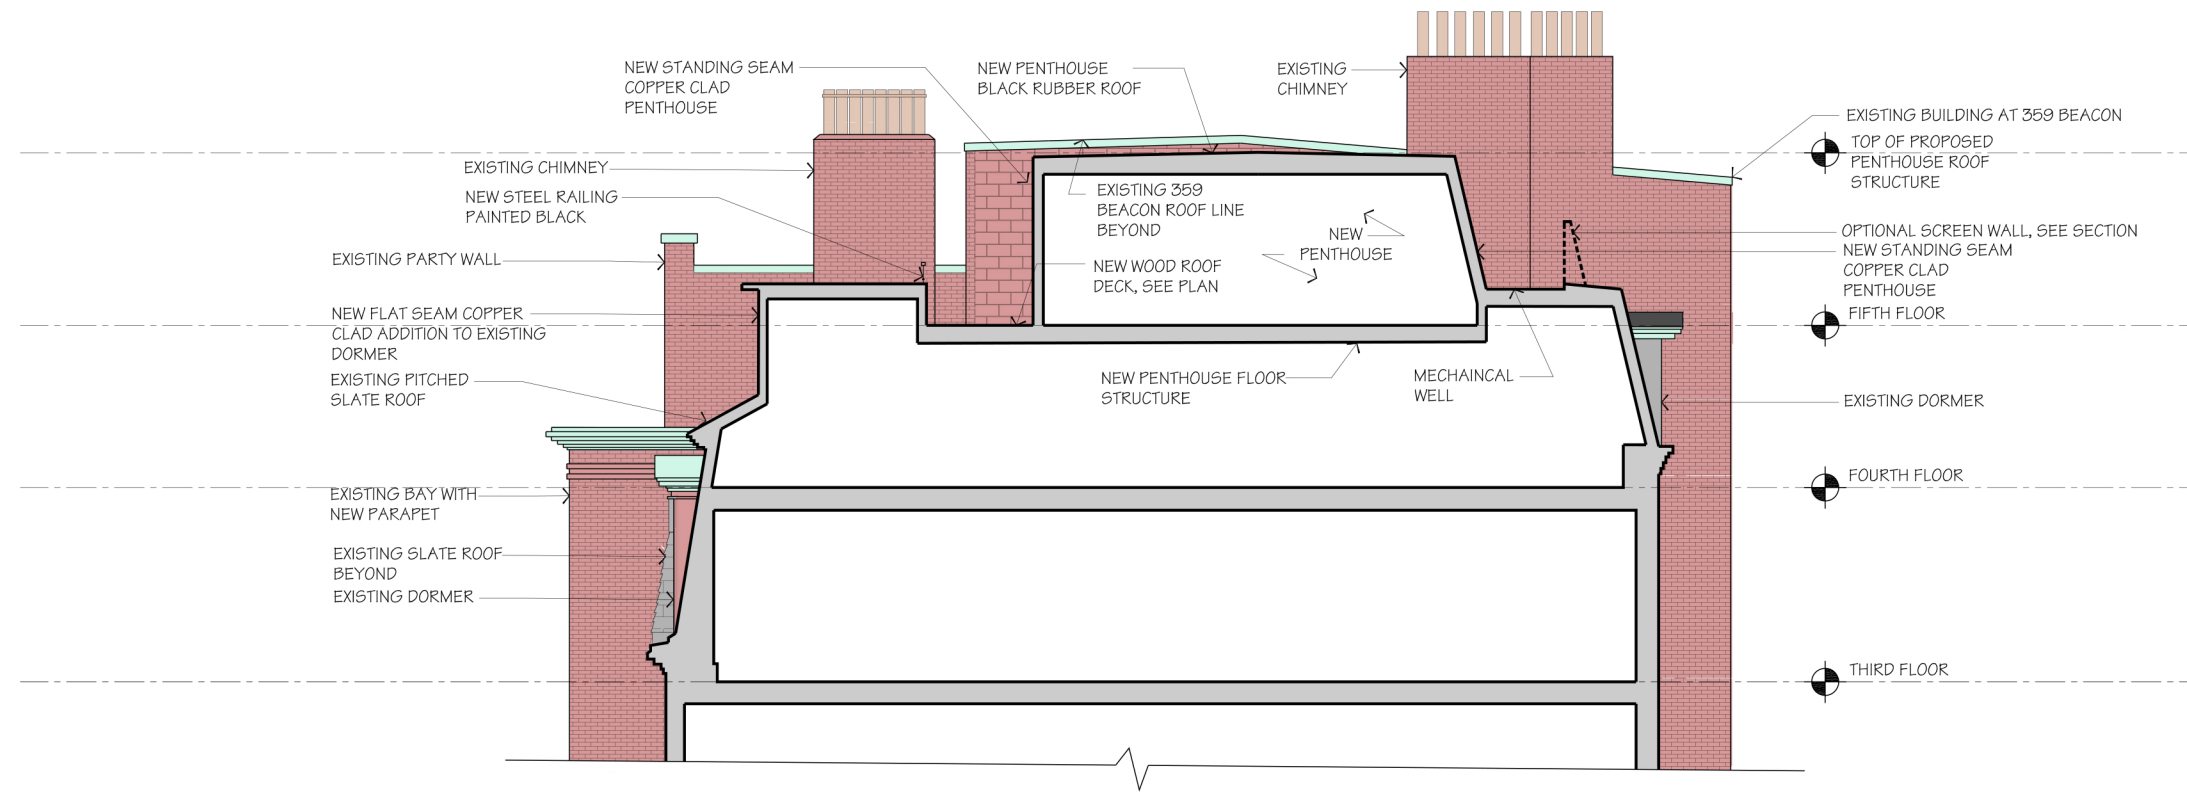 NEW STANDING SEAM
COPPER CLAD
PENTHOUSE
NEW PENTHOUSE
BLACK RUBBER ROOF
EXISTING
CHIMNEY
EXISTING BUILDING AT 359 BEACON
TOP OF PROPOSED
PENTHOUSE ROOF
STRUCTURE
EXISTING CHIMNEY
NEW STEEL RAILING
PAINTED BLACK
EXISTING 359
BEACON ROOF LINE
BEYOND
NEW
PENTHOUSE
OPTIONAL SCREEN WALL, SEE SECTION
NEW STANDING SEAM
COPPER CLAD
PENTHOUSE
EXISTING PARTY WALL
NEW WOOD ROOF
DECK, SEE PLAN
NEW FLAT SEAM COPPER
CLAD ADDITION TO EXISTING
DORMER
FIFTH FLOOR
EXISTING PITCHED
SLATE ROOF
NEW PENTHOUSE FLOOR
STRUCTURE
MECHAINCAL
WELL
EXISTING DORMER
EXISTING BAY WITH
NEW PARAPET
FOURTH FLOOR
EXISTING SLATE ROOF
BEYOND
EXISTING DORMER
THIRD FLOOR